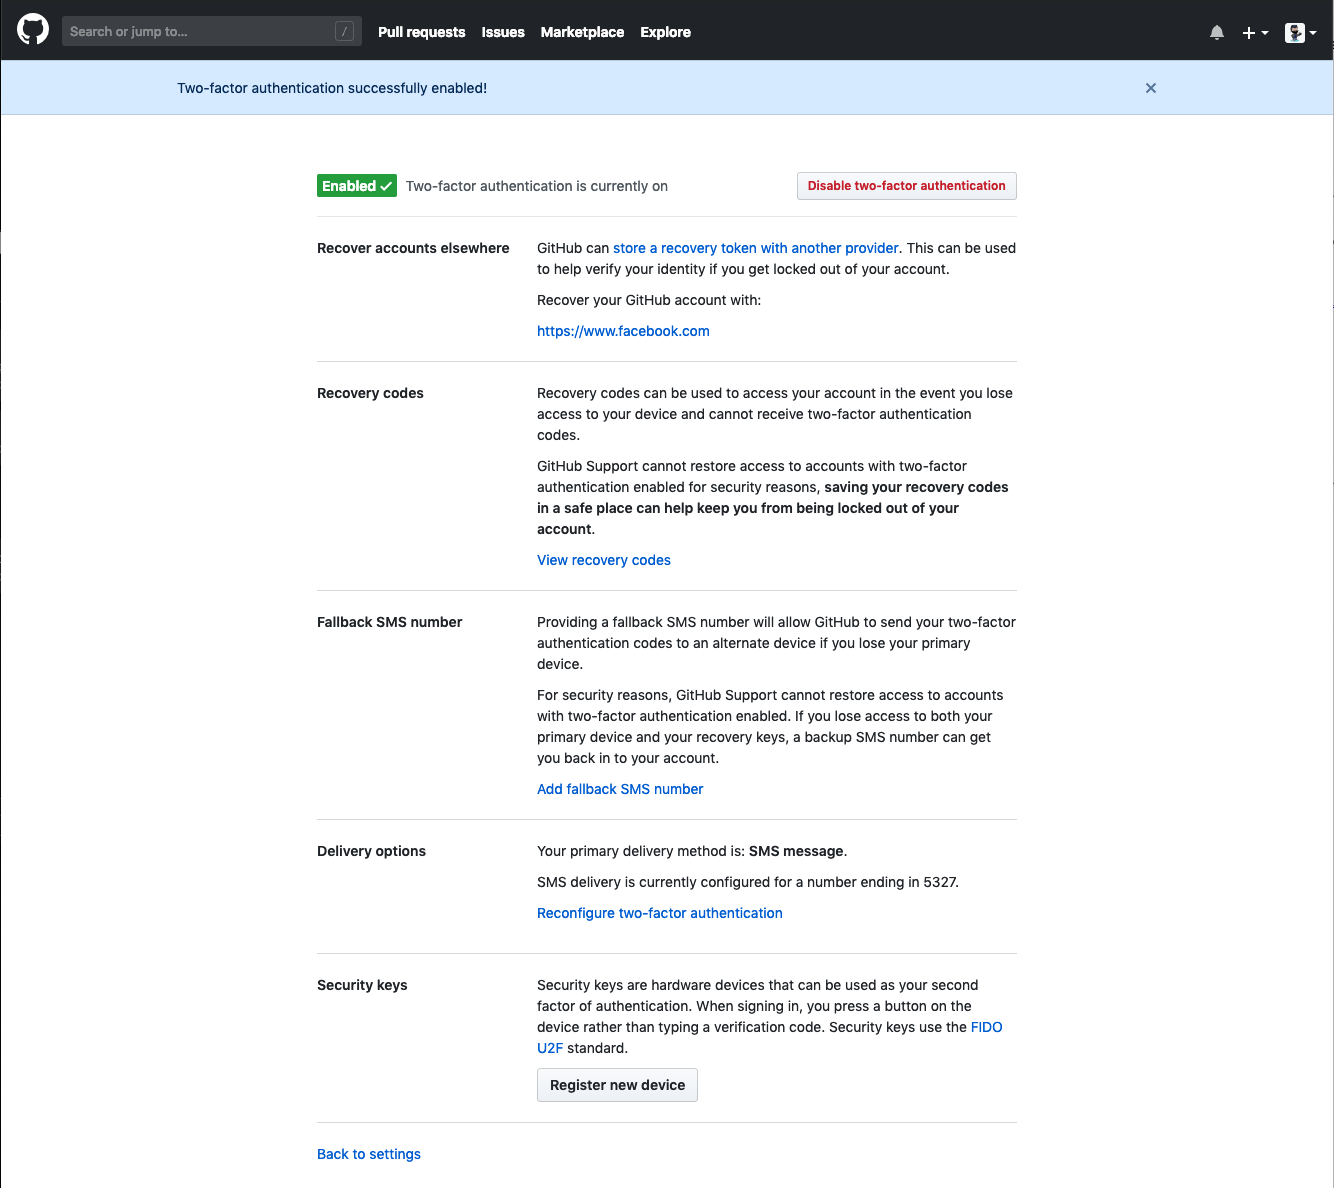 Search or jump to... /
Pull requests Issues Marketplace Explore
Two-factor authentication successfully enabled!
Enabled Two-factor authentication is currently on Disable two-factor authentication
Recover accounts elsewhere
GitHub can store a recovery token with another provider. This can be used
to help verify your identity if you get locked out of your account.
Recover your GitHub account with:
https://www.facebook.com
Recovery codes
Recovery codes can be used to access your account in the event you lose
access to your device and cannot receive two-factor authentication
codes.
GitHub Support cannot restore access to accounts with two-factor
authentication enabled for security reasons, saving your recovery codes
in a safe place can help keep you from being locked out of your
account.
View recovery codes
Fallback SMS number
Providing a fallback SMS number will allow GitHub to send your two-factor
authentication codes to an alternate device if you lose your primary
device.
For security reasons, GitHub Support cannot restore access to accounts
with two-factor authentication enabled. If you lose access to both your
primary device and your recovery keys, a backup SMS number can get
you back in to your account.
Add fallback SMS number
Delivery options
Your primary delivery method is: SMS message.
SMS delivery is currently configured for a number ending in 5327.
Reconfigure two-factor authentication
Security keys
Security keys are hardware devices that can be used as your second
factor of authentication. When signing in, you press a button on the
device rather than typing a verification code. Security keys use the FIDO
U2F standard.
Register new device
Back to settings